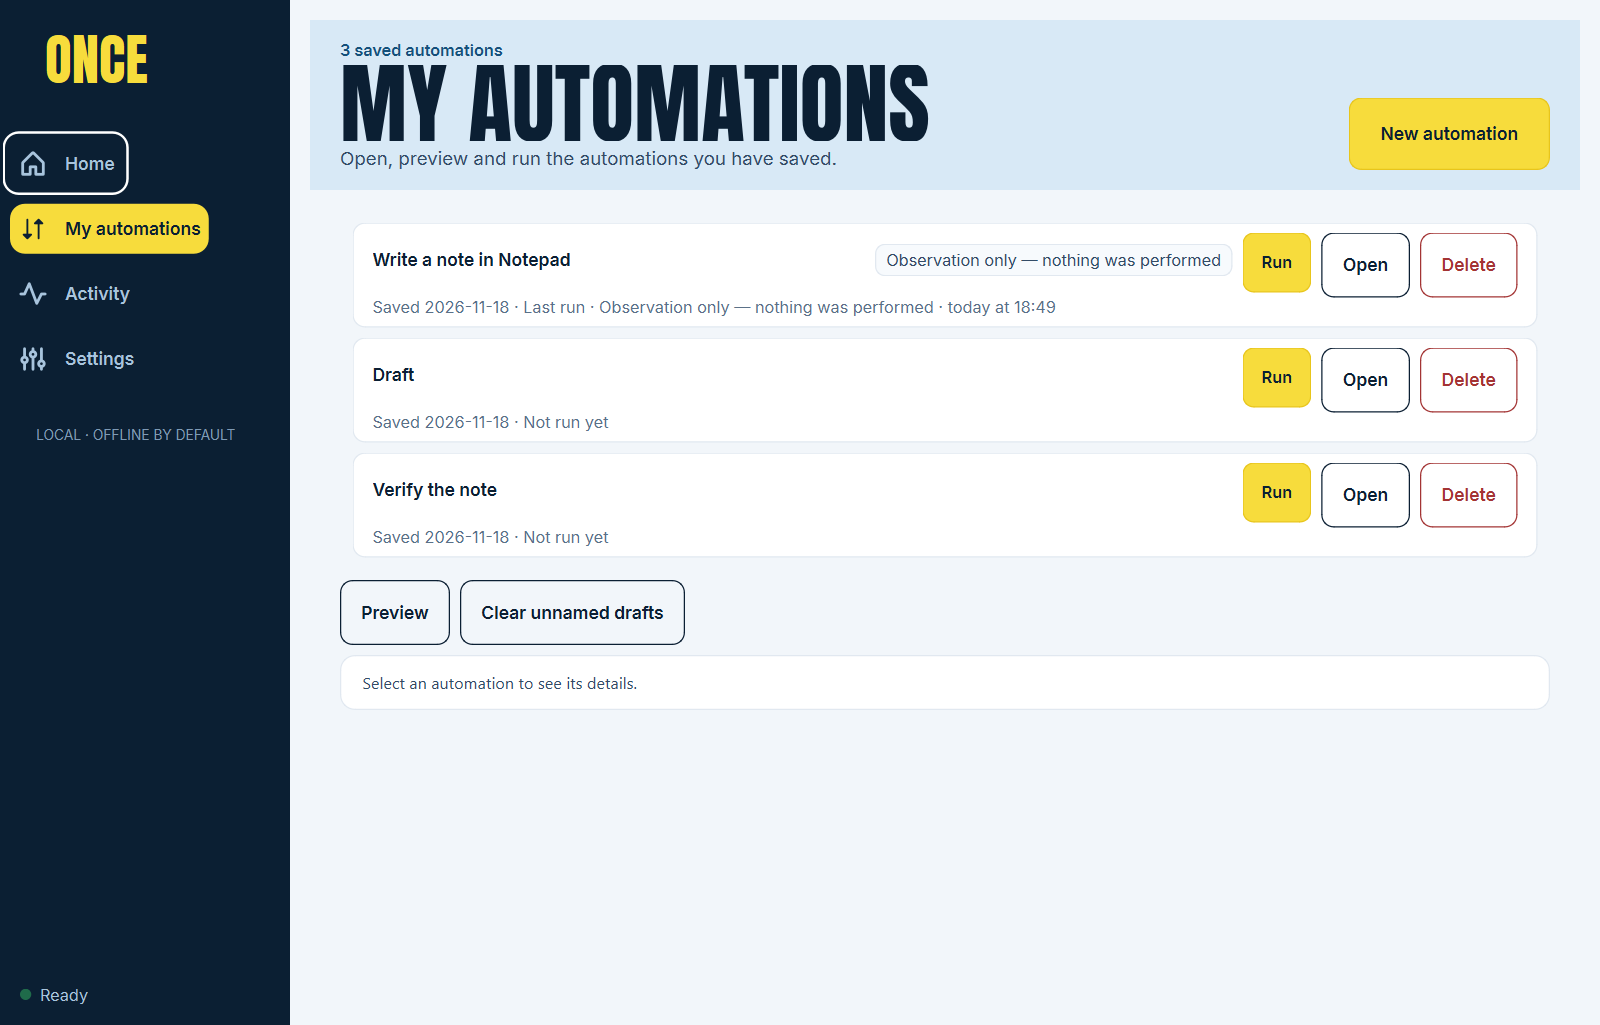 ONCE
Home
My automations
Activity
Settings
LOCAL · OFFLINE BY DEFAULT
Ready
3 saved automations
MY AUTOMATIONS
Open, preview and run the automations you have saved.
New automation
Write a note in Notepad
Observation only — nothing was performed
Run
Open
Delete
Saved 2026-11-18 · Last run · Observation only — nothing was performed · today at 18:49
Draft
Run
Open
Delete
Saved 2026-11-18 · Not run yet
Verify the note
Run
Open
Delete
Saved 2026-11-18 · Not run yet
Preview
Clear unnamed drafts
Select an automation to see its details.